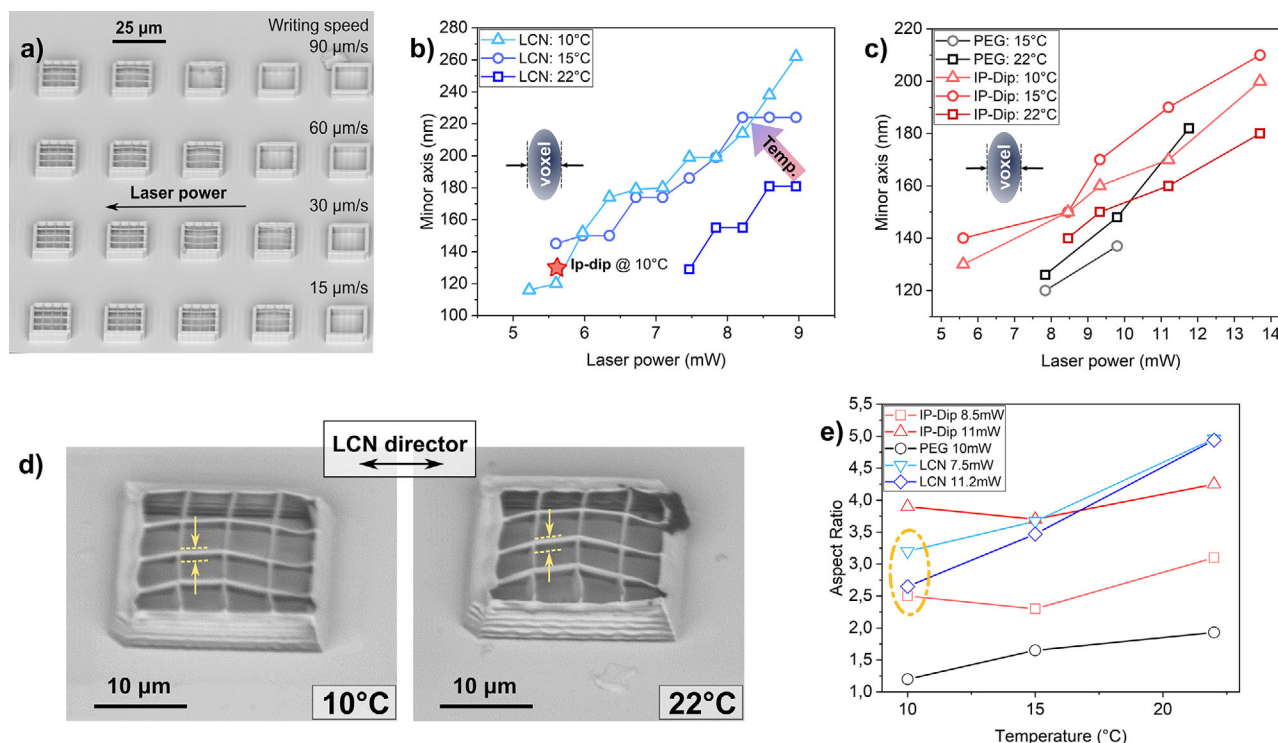 a)
25 µm
Writing speed
90 µm/s
60 µm/s
Laser power
30 µm/s
15 µm/s
b)
280
260
240
220
200
180
160
140
120
100
Minor axis (nm)
LCN: 10°C
LCN: 15°C
LCN: 22°C
voxel
Temp.
Ip-dip @ 10°C
5 6 7 8 9
Laser power (mW)
c)
200
180
160
140
120
Minor axis (nm)
PEG: 15°C
PEG: 22°C
IP-Dip: 10°C
IP-Dip: 15°C
IP-Dip: 22°C
voxel
5 6 7 8 9 10 11 12 13 14
Laser power (mW)
d)
LCN director
10 µm
10°C
10 µm
22°C
e)
5,5
5,0
4,5
4,0
3,5
3,0
2,5
2,0
1,5
1,0
Aspect Ratio
IP-Dip 8.5mW
IP-Dip 11mW
PEG 10mW
LCN 7.5mW
LCN 11.2mW
10 15 20
Temperature (°C)